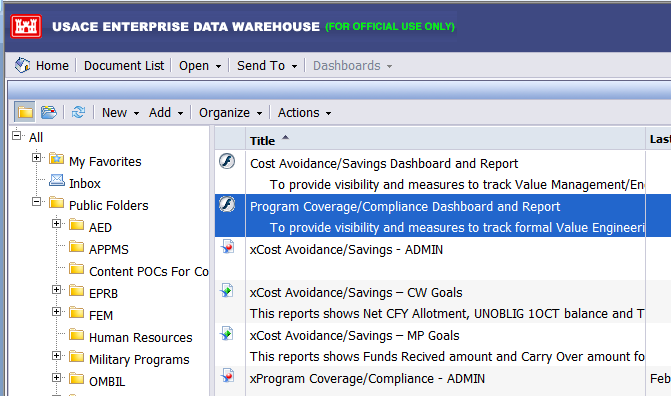 USACE ENTERPRISE DATA WAREHOUSE (FOR OFFICIAL USE ONLY)
Home Document List Open Send To Dashboards
New Add Organize Actions
All
My Favorites
Inbox
Public Folders
AED
APPMS
Content POCs For Co
EPRB
FEM
Human Resources
Military Programs
OMBIL
Title Last
Cost Avoidance/Savings Dashboard and Report
To provide visibility and measures to track Value Management/En
Program Coverage/Compliance Dashboard and Report
To provide visibility and measures to track formal Value Engineeri
xCost Avoidance/Savings - ADMIN
xCost Avoidance/Savings – CW Goals
This reports shows Net CFY Allotment, UNOBLIG 1OCT balance and T
xCost Avoidance/Savings – MP Goals
This reports shows Funds Recived amount and Carry Over amount fo
xProgram Coverage/Compliance - ADMIN Feb